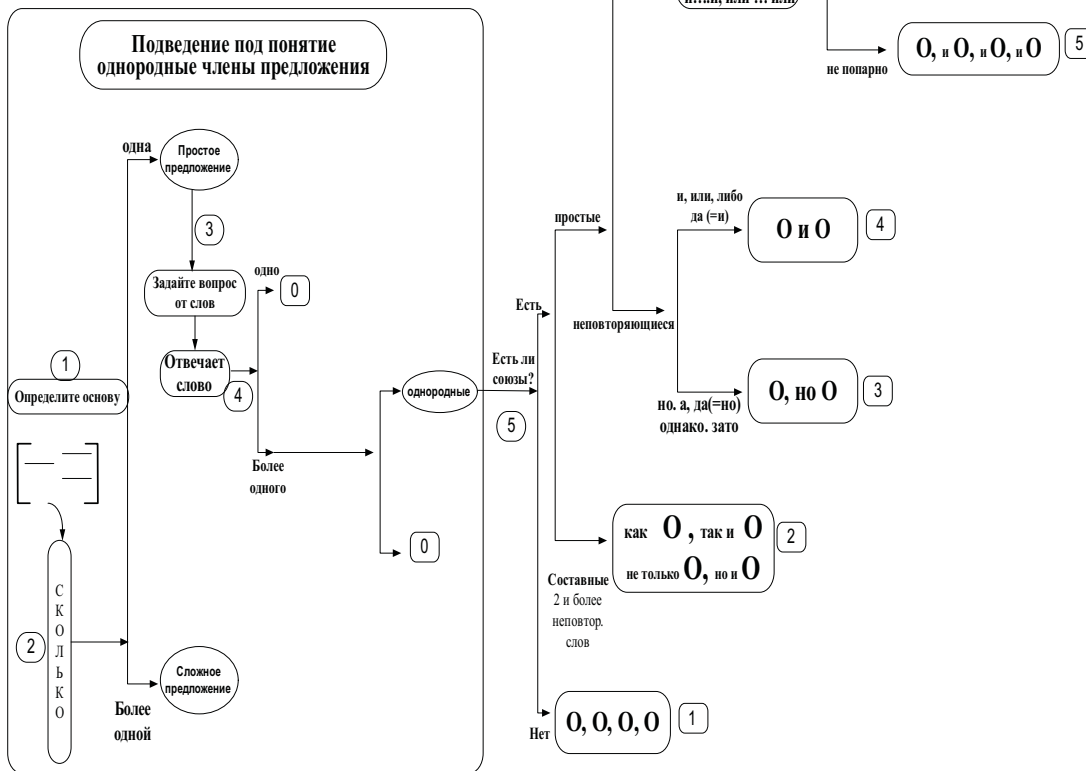 и…и, или … или
не попарно
О, и О, и О, и О
5
Подведение под понятие
однородные члены предложения
одна
Простое
предложение
3
Задайте вопрос
от слов
Отвечает
слово
4
одно
0
1
Определите основу
2
СКОЛЬКО
Более
одного
0
однородные
Сложное
предложение
Более
одной
Есть ли
союзы?
5
Есть
простые
неповторяющиеся
и, или, либо
да (=и)
О и О
4
но. а, да(=но)
однако. зато
О, но О
3
Составные
2 и более
неповтор.
слов
как О , так и О
не только О, но и О
2
Нет
О, О, О, О
1